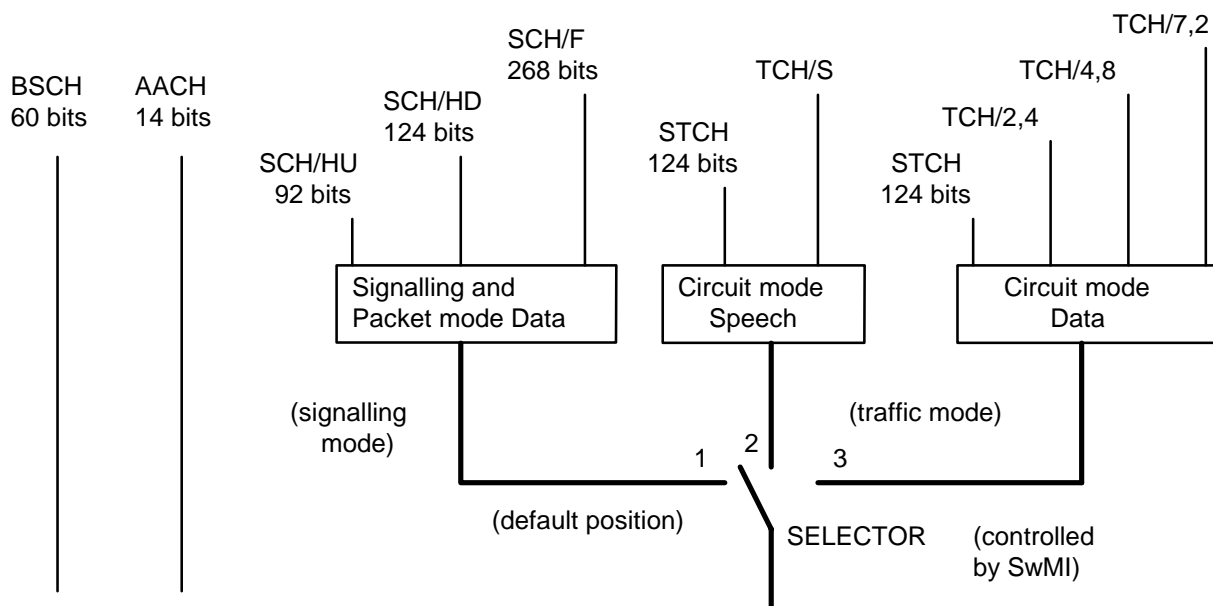 BSCH
60 bits
AACH
14 bits
SCH/HU
92 bits
SCH/HD
124 bits
SCH/F
268 bits
STCH
124 bits
TCH/S
STCH
124 bits
TCH/2,4
TCH/4,8
TCH/7,2
Signalling and
Packet mode Data
Circuit mode
Speech
Circuit mode
Data
(signalling
mode)
(traffic mode)
1
2
3
(default position)
SELECTOR
(controlled
by SwMI)